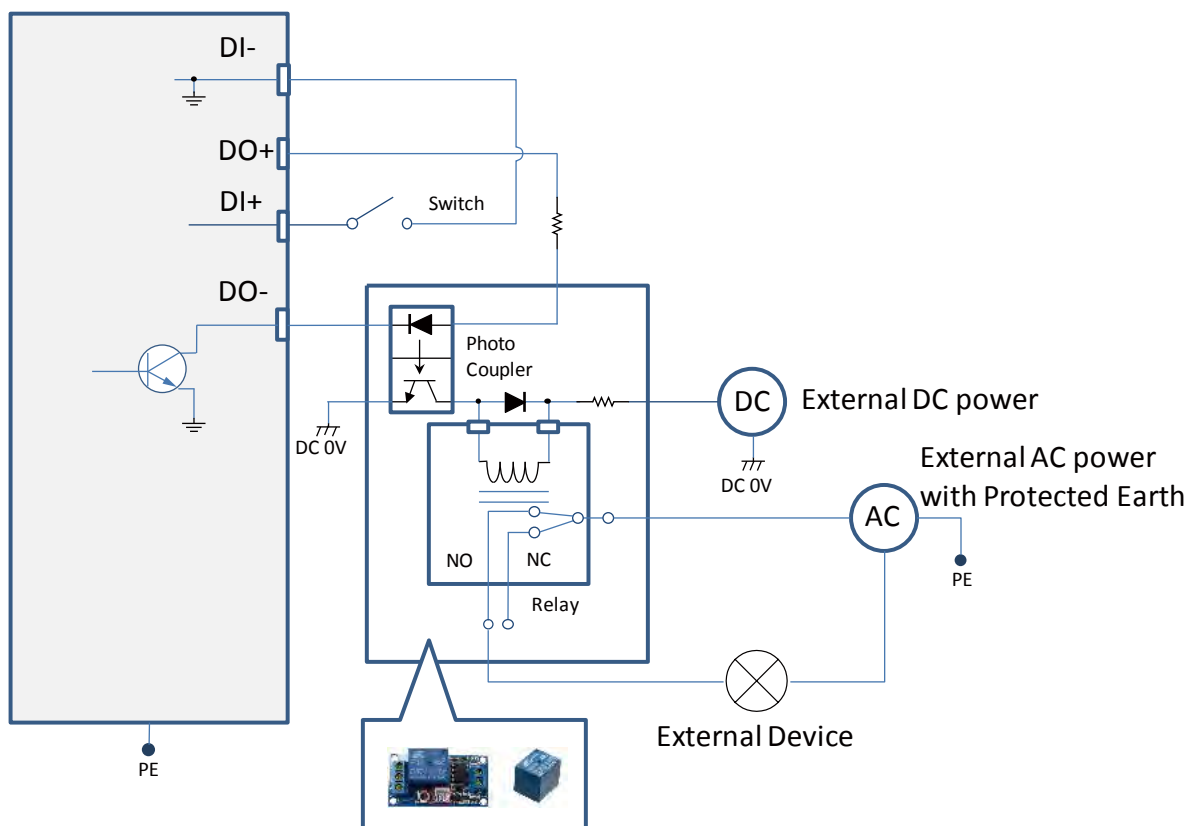 DI-
DO+
DI+
Switch
DO-
Photo
Coupler
DC
External DC power
DC 0V
DC 0V
External AC power
with Protected Earth
AC
NO
NC
PE
Relay
External Device
PE